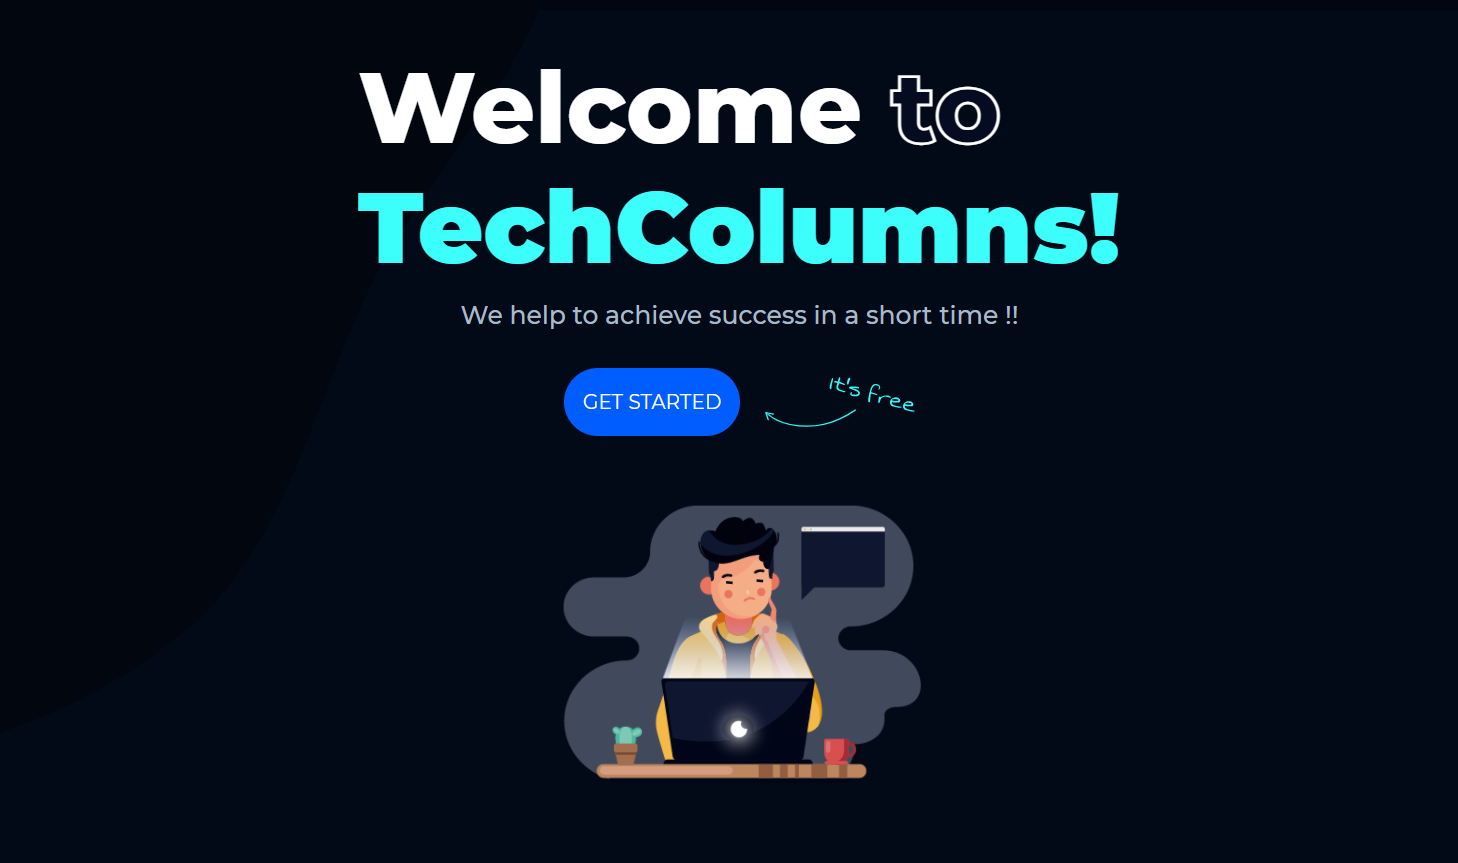 Welcome to
TechColumns!
We help to achieve success in a short time !!
GET STARTED
It's free